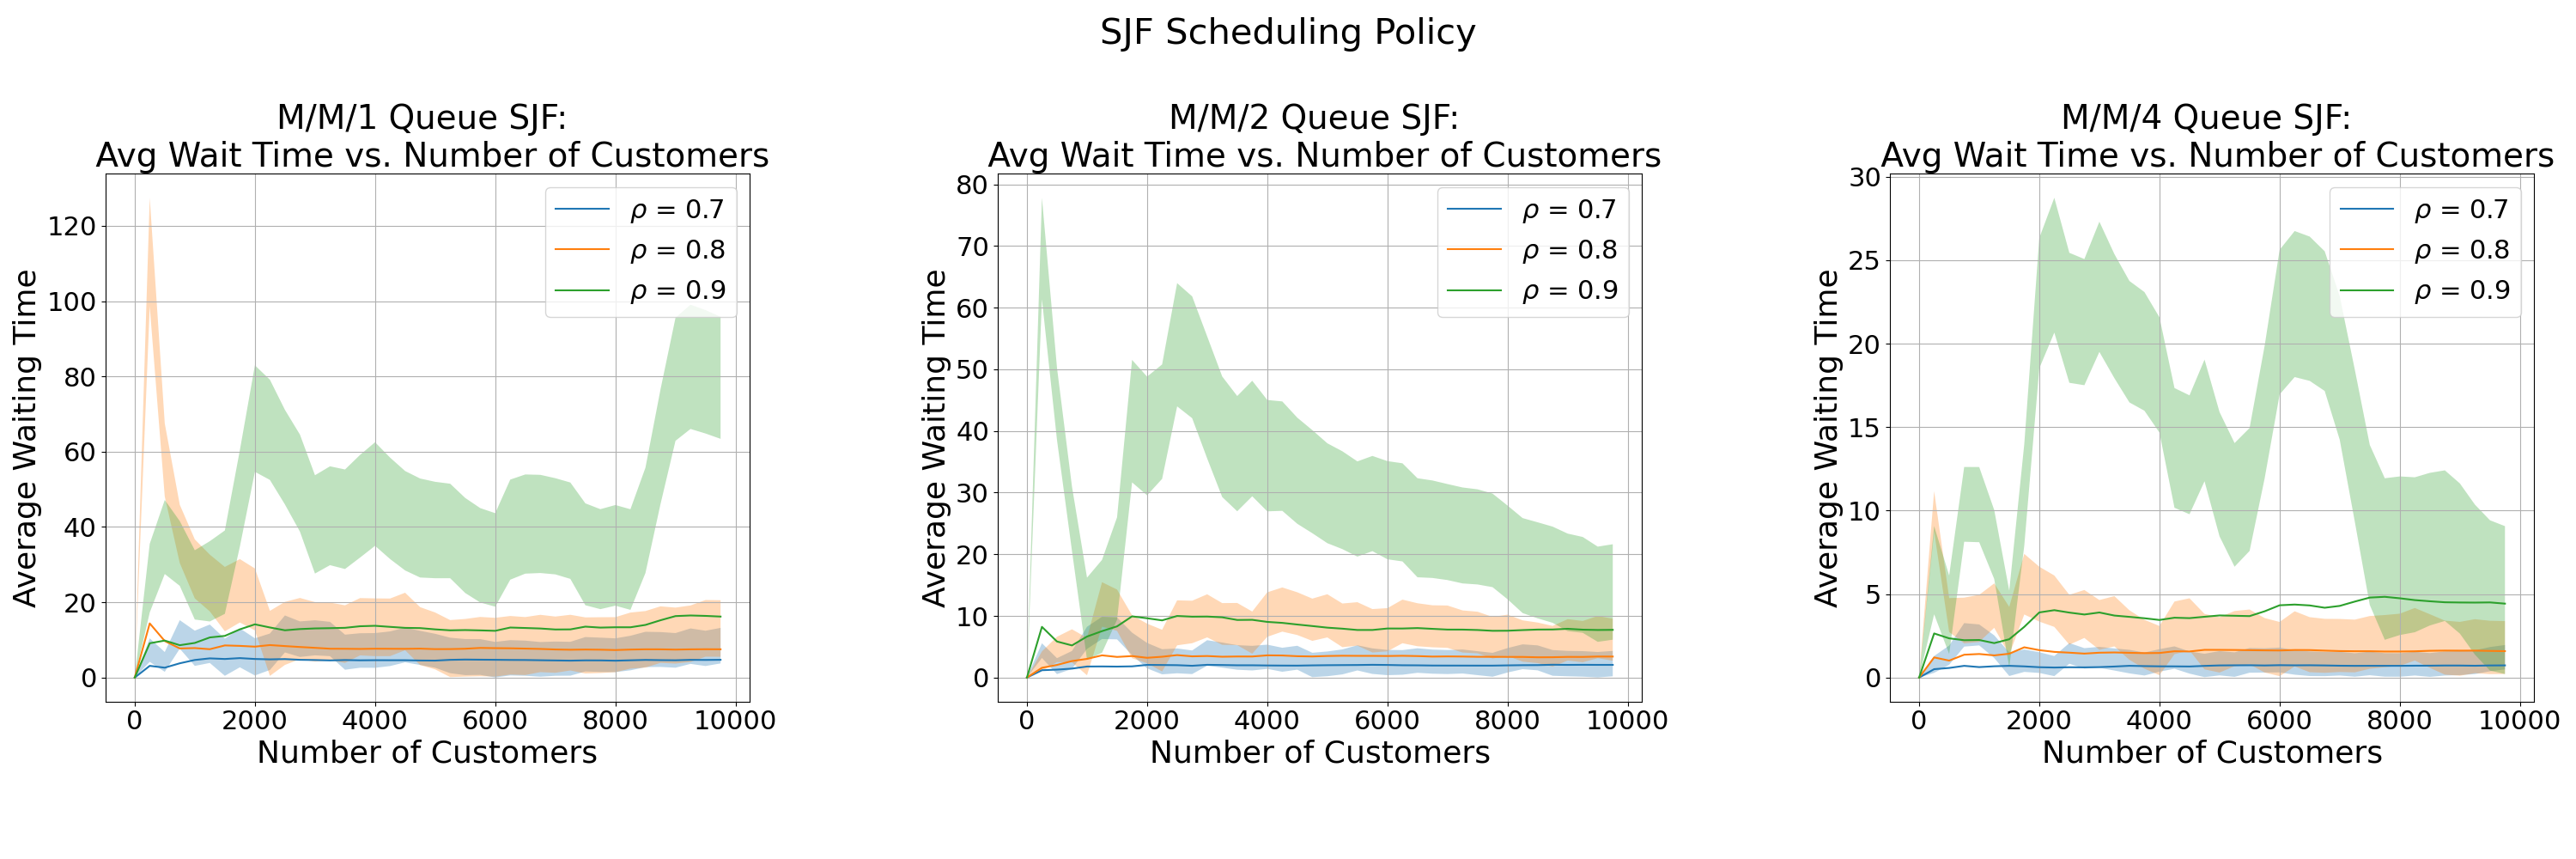 SJF Scheduling Policy
M/M/1 Queue SJF:
Avg Wait Time vs. Number of Customers
Average Waiting Time
120
100
80
60
40
20
0
ρ = 0.7
ρ = 0.8
ρ = 0.9
0 2000 4000 6000 8000 10000
Number of Customers
M/M/2 Queue SJF:
Avg Wait Time vs. Number of Customers
Average Waiting Time
80
70
60
50
40
30
20
10
0
ρ = 0.7
ρ = 0.8
ρ = 0.9
0 2000 4000 6000 8000 10000
Number of Customers
M/M/4 Queue SJF:
Avg Wait Time vs. Number of Customers
Average Waiting Time
30
25
20
15
10
5
0
ρ = 0.7
ρ = 0.8
ρ = 0.9
0 2000 4000 6000 8000 10000
Number of Customers